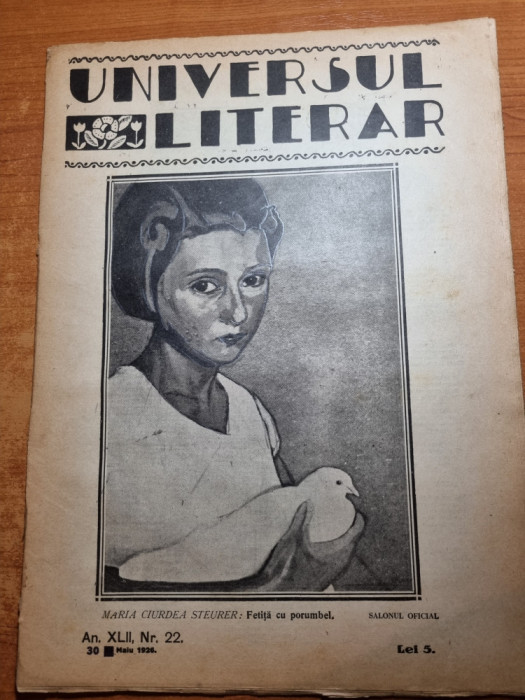 UNIVERSUL
LITERAR
MARIA CIURDEA STEURER: Fetiță cu porumbel. SALONUL OFICIAL
An. XLII, Nr. 22.
30 Maiu 1926. Lei 5.